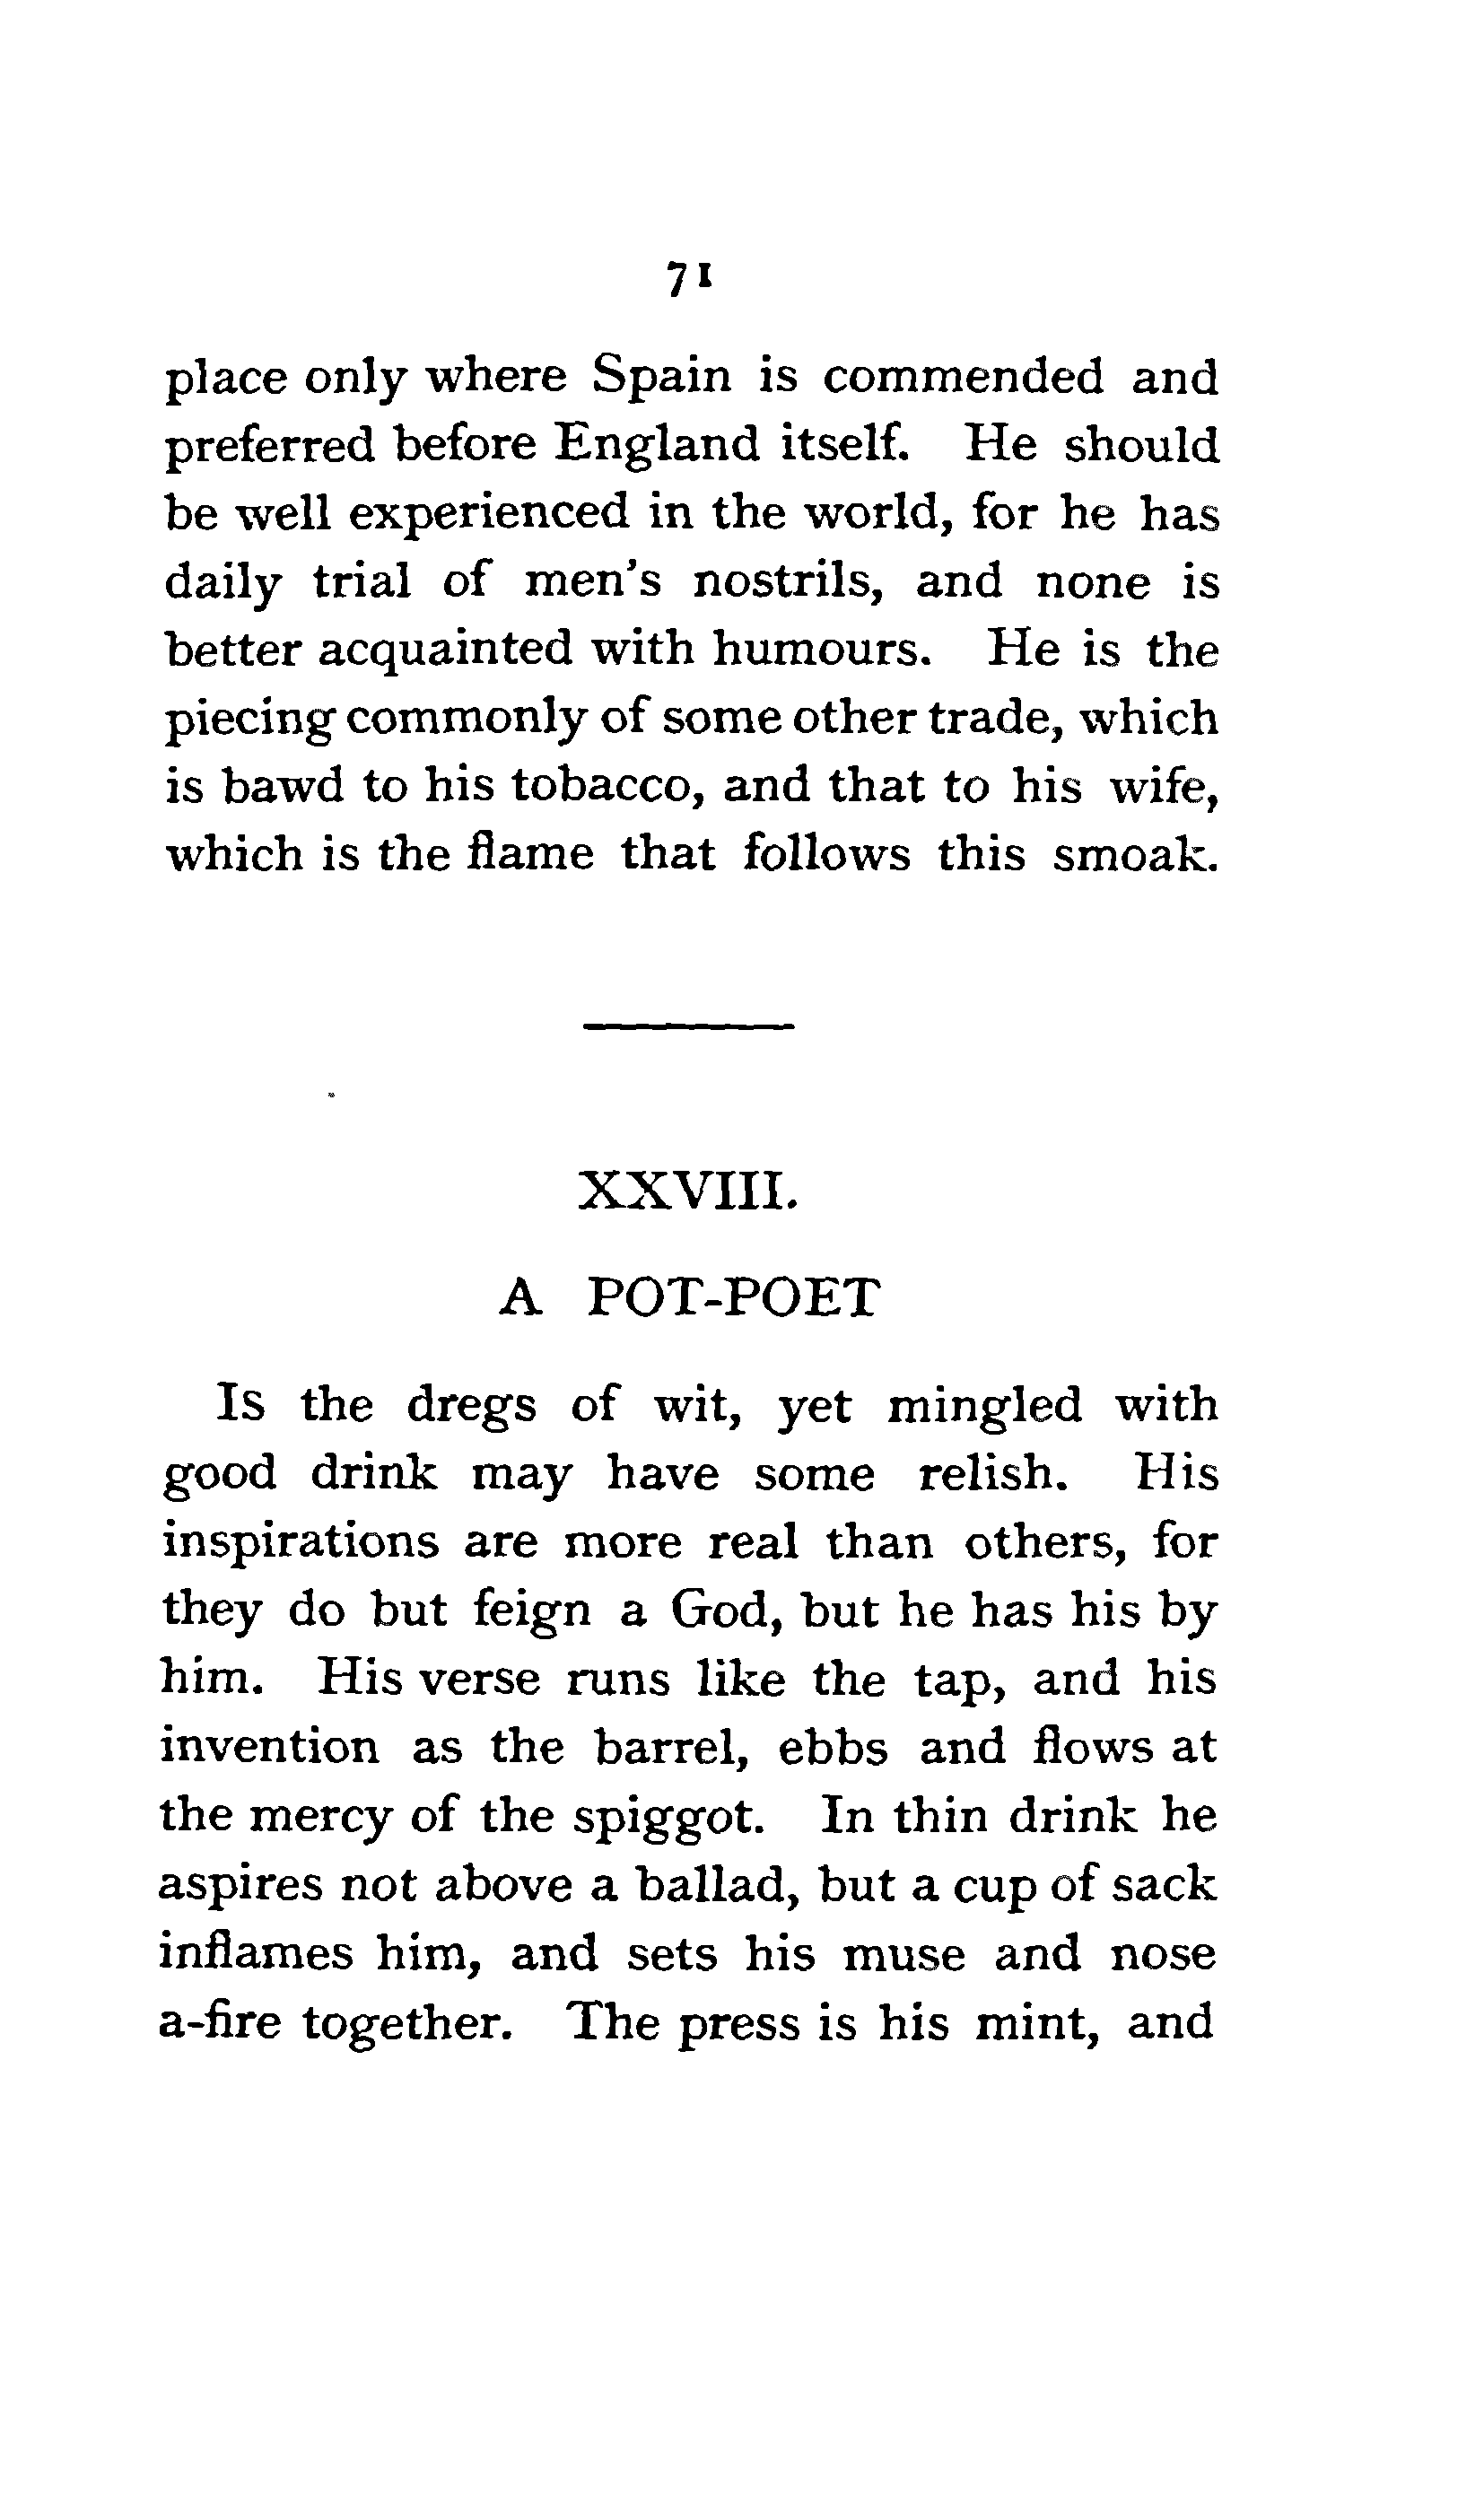 71
place only where Spain is commended and
preferred before England itself. He should
be well experienced in the world, for he has
daily trial of men's nostrils, and none is
better acquainted with humours. He is the
piecing commonly of some other trade, which
is bawd to his tobacco, and that to his wife,
which is the flame that follows this smoak.
XXVIII.
A POT-POET
Is the dregs of wit, yet mingled with
good drink may have some relish. His
inspirations are more real than others, for
they do but feign a God, but he has his by
him. His verse runs like the tap, and his
invention as the barrel, ebbs and flows at
the mercy of the spiggot. In thin drink he
aspires not above a ballad, but a cup of sack
inflames him, and sets his muse and nose
a-fire together. The press is his mint, and